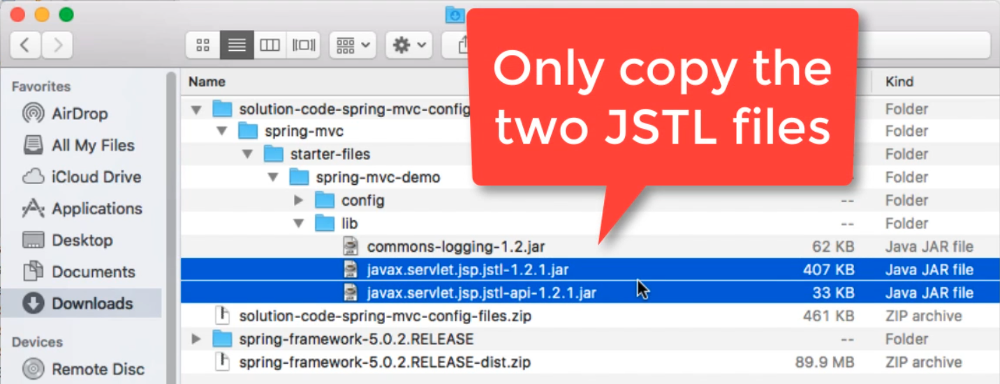 Only copy the
two JSTL files
Favorites
AirDrop
All My Files
iCloud Drive
Applications
Desktop
Documents
Downloads
Devices
Remote Disc
Name Kind
solution-code-spring-mvc-config Folder
spring-mvc Folder
starter-files Folder
spring-mvc-demo -- Folder
config -- Folder
lib -- Folder
commons-logging-1.2.jar 62 KB Java JAR file
javax.servlet.jsp.jstl-1.2.1.jar 407 KB Java JAR file
javax.servlet.jsp.jstl-api-1.2.1.jar 33 KB Java JAR file
solution-code-spring-mvc-config-files.zip 461 KB ZIP archive
spring-framework-5.0.2.RELEASE -- Folder
spring-framework-5.0.2.RELEASE-dist.zip 89.9 MB ZIP archive